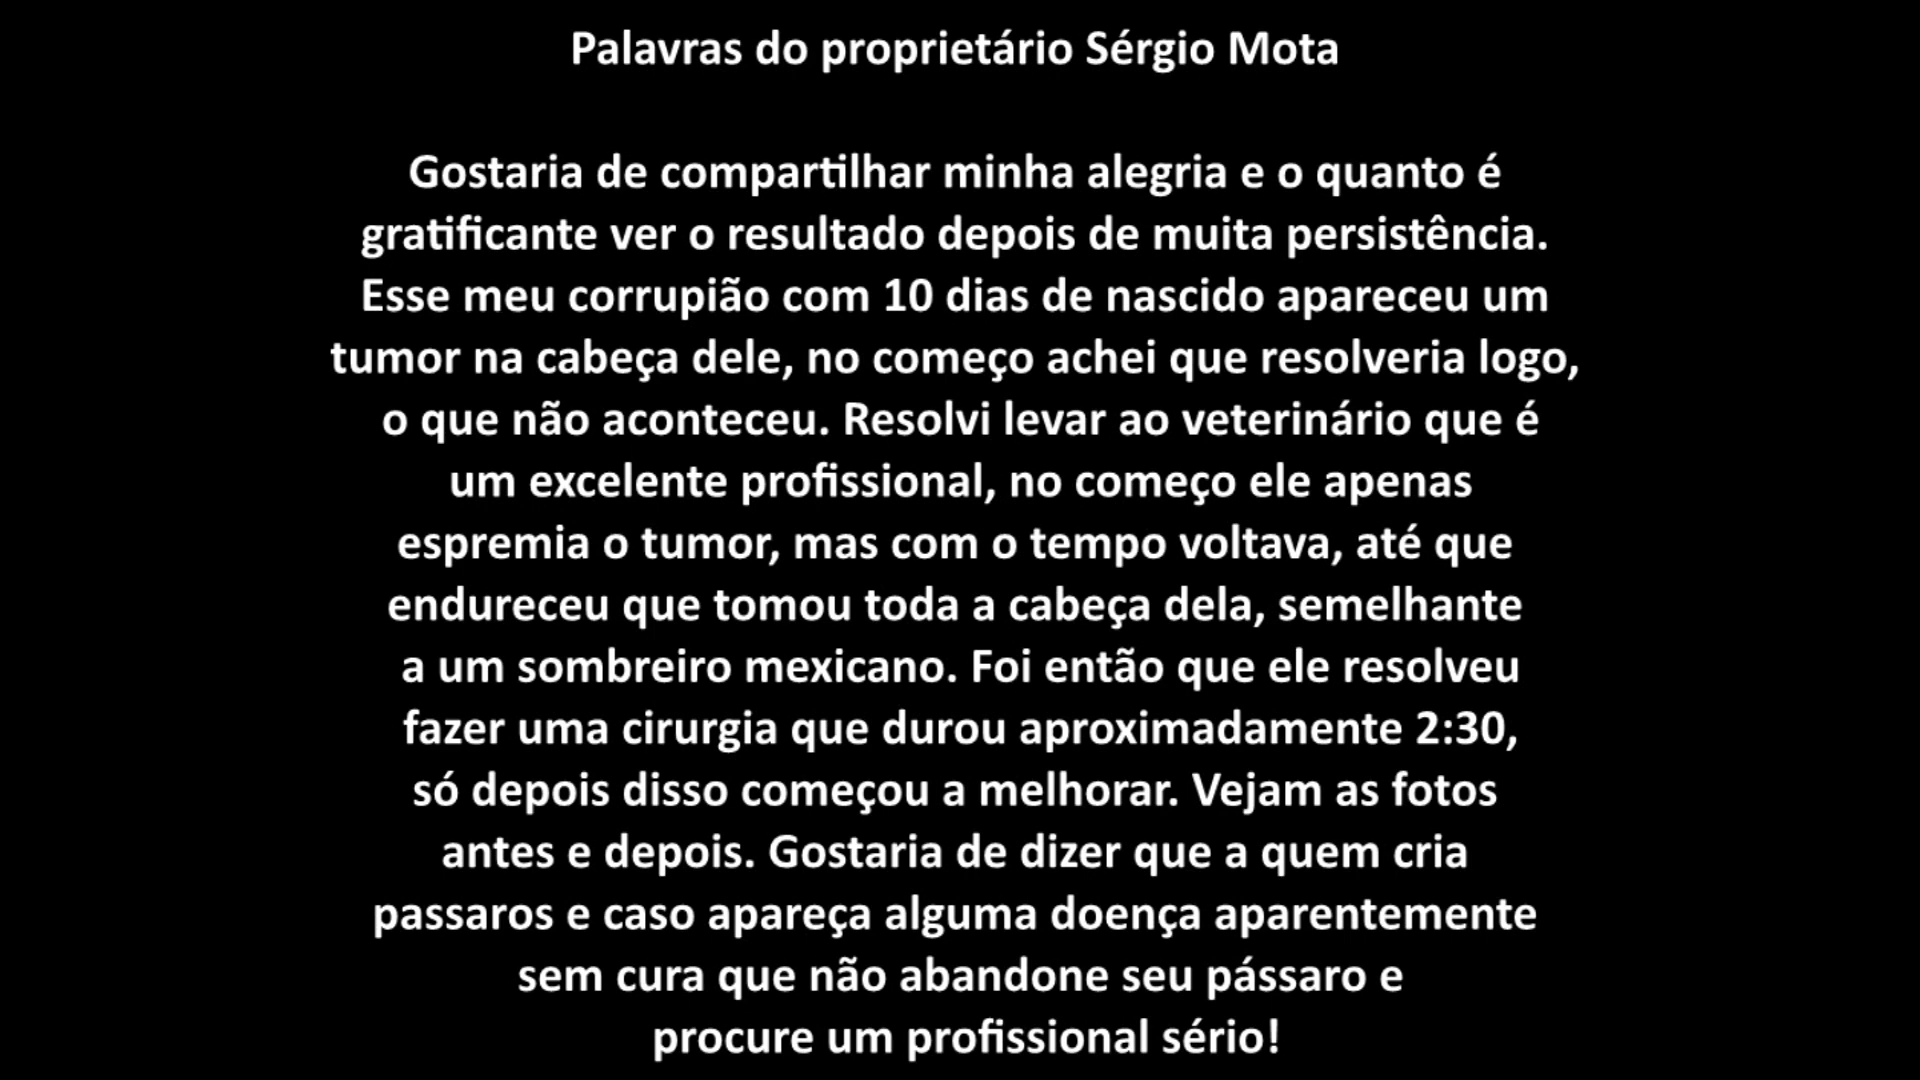 Palavras do proprietário Sérgio Mota
Gostaria de compartilhar minha alegria e o quanto é
gratificante ver o resultado depois de muita persistência.
Esse meu corrupião com 10 dias de nascido apareceu um
tumor na cabeça dele, no começo achei que resolveria logo,
o que não aconteceu. Resolvi levar ao veterinário que é
um excelente profissional, no começo ele apenas
espremia o tumor, mas com o tempo voltava, até que
endureceu que tomou toda a cabeça dela, semelhante
a um sombreiro mexicano. Foi então que ele resolveu
fazer uma cirurgia que durou aproximadamente 2:30,
só depois disso começou a melhorar. Vejam as fotos
antes e depois. Gostaria de dizer que a quem cria
passaros e caso apareça alguma doença aparentemente
sem cura que não abandone seu pássaro e
procure um profissional sério!